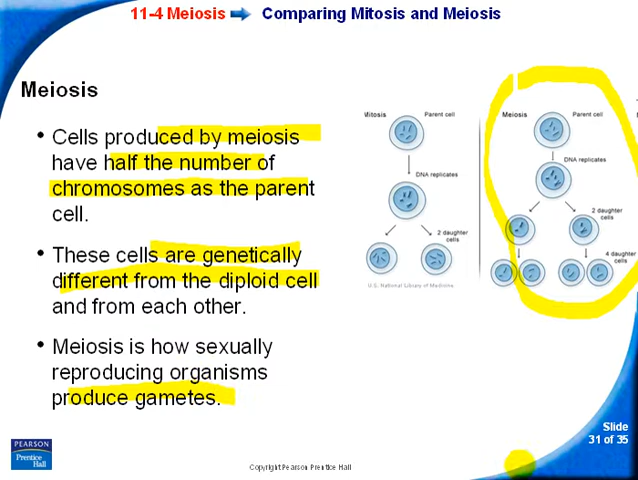 11-4 Meiosis Comparing Mitosis and Meiosis
Meiosis
• Cells produced by meiosis
have half the number of
chromosomes as the parent
cell.
• These cells are genetically
different from the diploid cell
and from each other.
• Meiosis is how sexually
reproducing organisms
produce gametes.
Mitosis
Parent cell
DNA replicates
2 daughter
cells
U.S. National Library of Medicine.
Meiosis
Parent cell
DNA replicates
2 daughter
cells
4 daughter
cells
Slide
31 of 35
PEARSON
Prentice
Hall
Copyright Pearson Prentice Hall